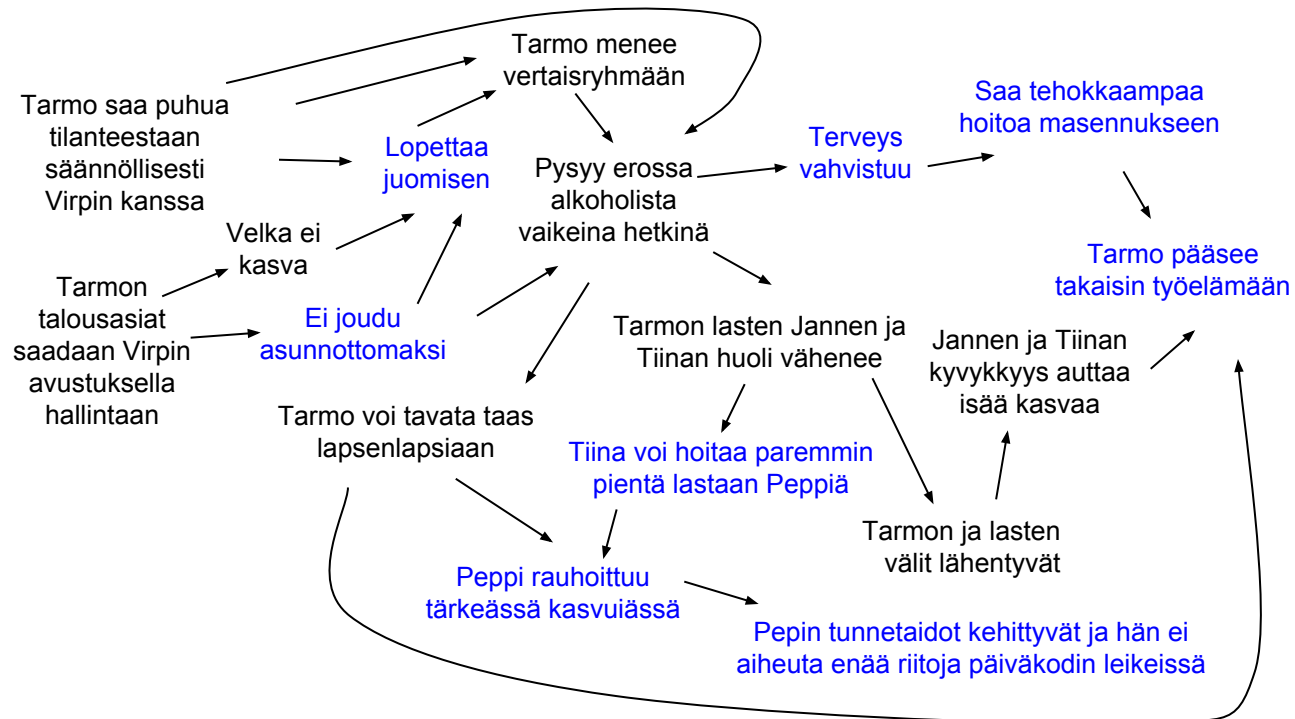 Tarmo menee
vertaisryhmään
Tarmo saa puhua
tilanteestaan
säännöllisesti
Virpin kanssa
Lopettaa
juomisen
Saa tehokkaampaa
hoitoa masennukseen
Terveys
vahvistuu
Pysyy erossa
alkoholista
vaikeina hetkinä
Velka ei
kasva
Tarmo pääsee
takaisin työelämään
Tarmon
talousasiat
saadaan Virpin
avustuksella
hallintaan
Ei joudu
asunnottomaksi
Tarmon lasten Jannen ja
Tiinan huoli vähenee
Jannen ja Tiinan
kyvykkyys auttaa
isää kasvaa
Tarmo voi tavata taas
lapsenlapsiaan
Tiina voi hoitaa paremmin
pientä lastaan Peppiä
Tarmon ja lasten
välit lähentyvät
Peppi rauhoittuu
tärkeässä kasvuiässä
Pepin tunnetaidot kehittyvät ja hän ei
aiheuta enää riitoja päiväkodin leikeissä